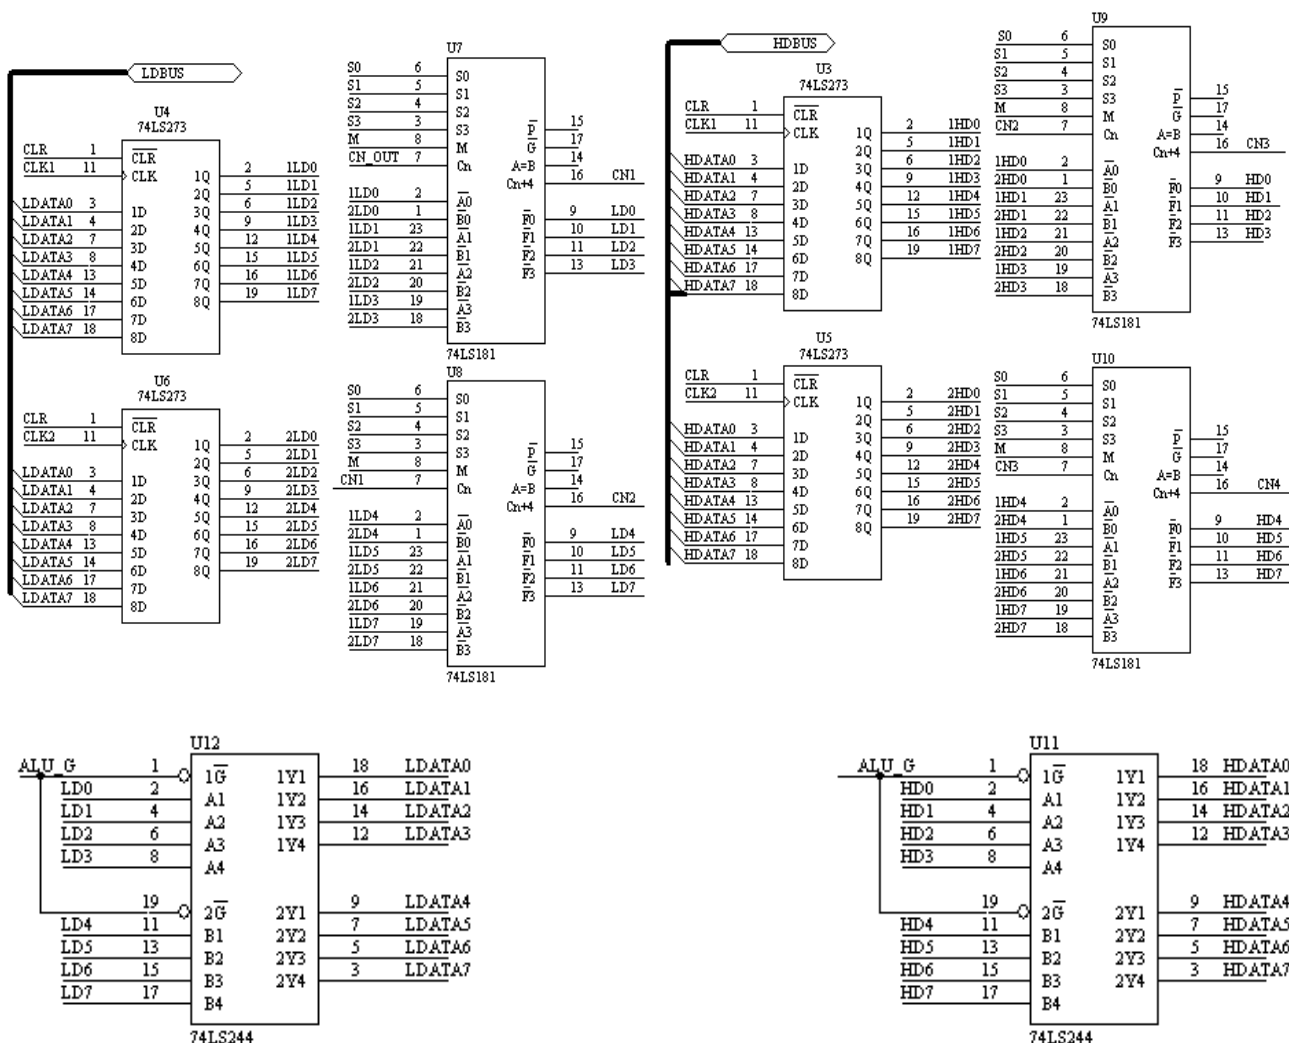 LDBUS
U4
74LS273
CLR 1
CLK1 11
CLR
CLK
LDATA0 3
LDATA1 4
LDATA2 7
LDATA3 8
LDATA4 13
LDATA5 14
LDATA6 17
LDATA7 18
1D
2D
3D
4D
5D
6D
7D
8D
1Q 2 1LD0
2Q 5 1LD1
3Q 6 1LD2
4Q 9 1LD3
5Q 12 1LD4
6Q 15 1LD5
7Q 16 1LD6
8Q 19 1LD7
U6
74LS273
CLR 1
CLK2 11
CLR
CLK
LDATA0 3
LDATA1 4
LDATA2 7
LDATA3 8
LDATA4 13
LDATA5 14
LDATA6 17
LDATA7 18
1D
2D
3D
4D
5D
6D
7D
8D
1Q 2 2LD0
2Q 5 2LD1
3Q 6 2LD2
4Q 9 2LD3
5Q 12 2LD4
6Q 15 2LD5
7Q 16 2LD6
8Q 19 2LD7
U7
S0 6 S0
S1 5 S1
S2 4 S2
S3 3 S3
M 8 M
CN_OUT 7 Cn
1LD0 2 A0
2LD0 1 B0
1LD1 23 A1
2LD1 22 B1
1LD2 21 A2
2LD2 20 B2
1LD3 19 A3
2LD3 18 B3
P 15
G 17
A=B 14
Cn+4 16 CN1
F0 9 LD0
F1 10 LD1
F2 11 LD2
F3 13 LD3
74LS181
U8
S0 6 S0
S1 5 S1
S2 4 S2
S3 3 S3
M 8 M
CN1 7 Cn
1LD4 2 A0
2LD4 1 B0
1LD5 23 A1
2LD5 22 B1
1LD6 21 A2
2LD6 20 B2
1LD7 19 A3
2LD7 18 B3
P 15
G 17
A=B 14
Cn+4 16 CN2
F0 9 LD4
F1 10 LD5
F2 11 LD6
F3 13 LD7
74LS181
HDBUS
U3
74LS273
CLR 1
CLK1 11
CLR
CLK
HDATA0 3
HDATA1 4
HDATA2 7
HDATA3 8
HDATA4 13
HDATA5 14
HDATA6 17
HDATA7 18
1D
2D
3D
4D
5D
6D
7D
8D
1Q 2 1HD0
2Q 5 1HD1
3Q 6 1HD2
4Q 9 1HD3
5Q 12 1HD4
6Q 15 1HD5
7Q 16 1HD6
8Q 19 1HD7
U5
74LS273
CLR 1
CLK2 11
CLR
CLK
HDATA0 3
HDATA1 4
HDATA2 7
HDATA3 8
HDATA4 13
HDATA5 14
HDATA6 17
HDATA7 18
1D
2D
3D
4D
5D
6D
7D
8D
1Q 2 2HD0
2Q 5 2HD1
3Q 6 2HD2
4Q 9 2HD3
5Q 12 2HD4
6Q 15 2HD5
7Q 16 2HD6
8Q 19 2HD7
U9
S0 6 S0
S1 5 S1
S2 4 S2
S3 3 S3
M 8 M
CN2 7 Cn
1HD0 2 A0
2HD0 1 B0
1HD1 23 A1
2HD1 22 B1
1HD2 21 A2
2HD2 20 B2
1HD3 19 A3
2HD3 18 B3
P 15
G 17
A=B 14
Cn+4 16 CN3
F0 9 HD0
F1 10 HD1
F2 11 HD2
F3 13 HD3
74LS181
U10
S0 6 S0
S1 5 S1
S2 4 S2
S3 3 S3
M 8 M
CN3 7 Cn
1HD4 2 A0
2HD4 1 B0
1HD5 23 A1
2HD5 22 B1
1HD6 21 A2
2HD6 20 B2
1HD7 19 A3
2HD7 18 B3
P 15
G 17
A=B 14
Cn+4 16 CN4
F0 9 HD4
F1 10 HD5
F2 11 HD6
F3 13 HD7
74LS181
U12
ALU_G 1 1G
LD0 2 A1
LD1 4 A2
LD2 6 A3
LD3 8 A4
19 2G
LD4 11 B1
LD5 13 B2
LD6 15 B3
LD7 17 B4
1Y1 18 LDATA0
1Y2 16 LDATA1
1Y3 14 LDATA2
1Y4 12 LDATA3
2Y1 9 LDATA4
2Y2 7 LDATA5
2Y3 5 LDATA6
2Y4 3 LDATA7
74LS244
U11
ALU_G 1 1G
HD0 2 A1
HD1 4 A2
HD2 6 A3
HD3 8 A4
19 2G
HD4 11 B1
HD5 13 B2
HD6 15 B3
HD7 17 B4
1Y1 18 HDATA0
1Y2 16 HDATA1
1Y3 14 HDATA2
1Y4 12 HDATA3
2Y1 9 HDATA4
2Y2 7 HDATA5
2Y3 5 HDATA6
2Y4 3 HDATA7
74LS244